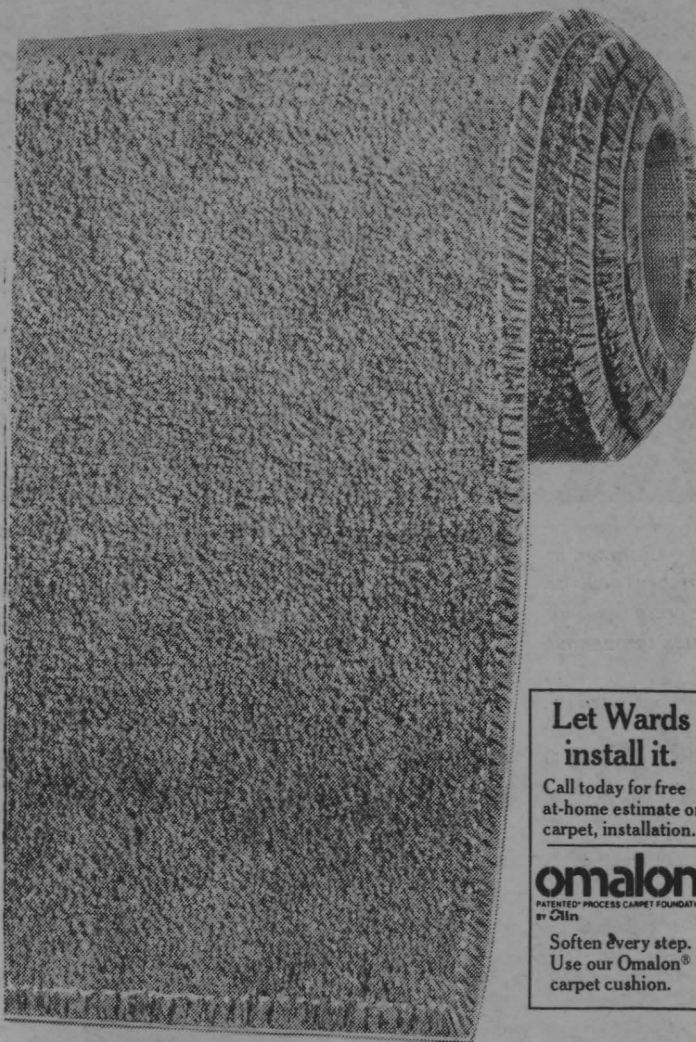 Let Wards
install it.
Call today for free
at-home estimate on
carpet, installation.
omalon
PATENTED* PROCESS CARPET FOUNDATION
BY Olin
Soften every step.
Use our Omalon®
carpet cushion.